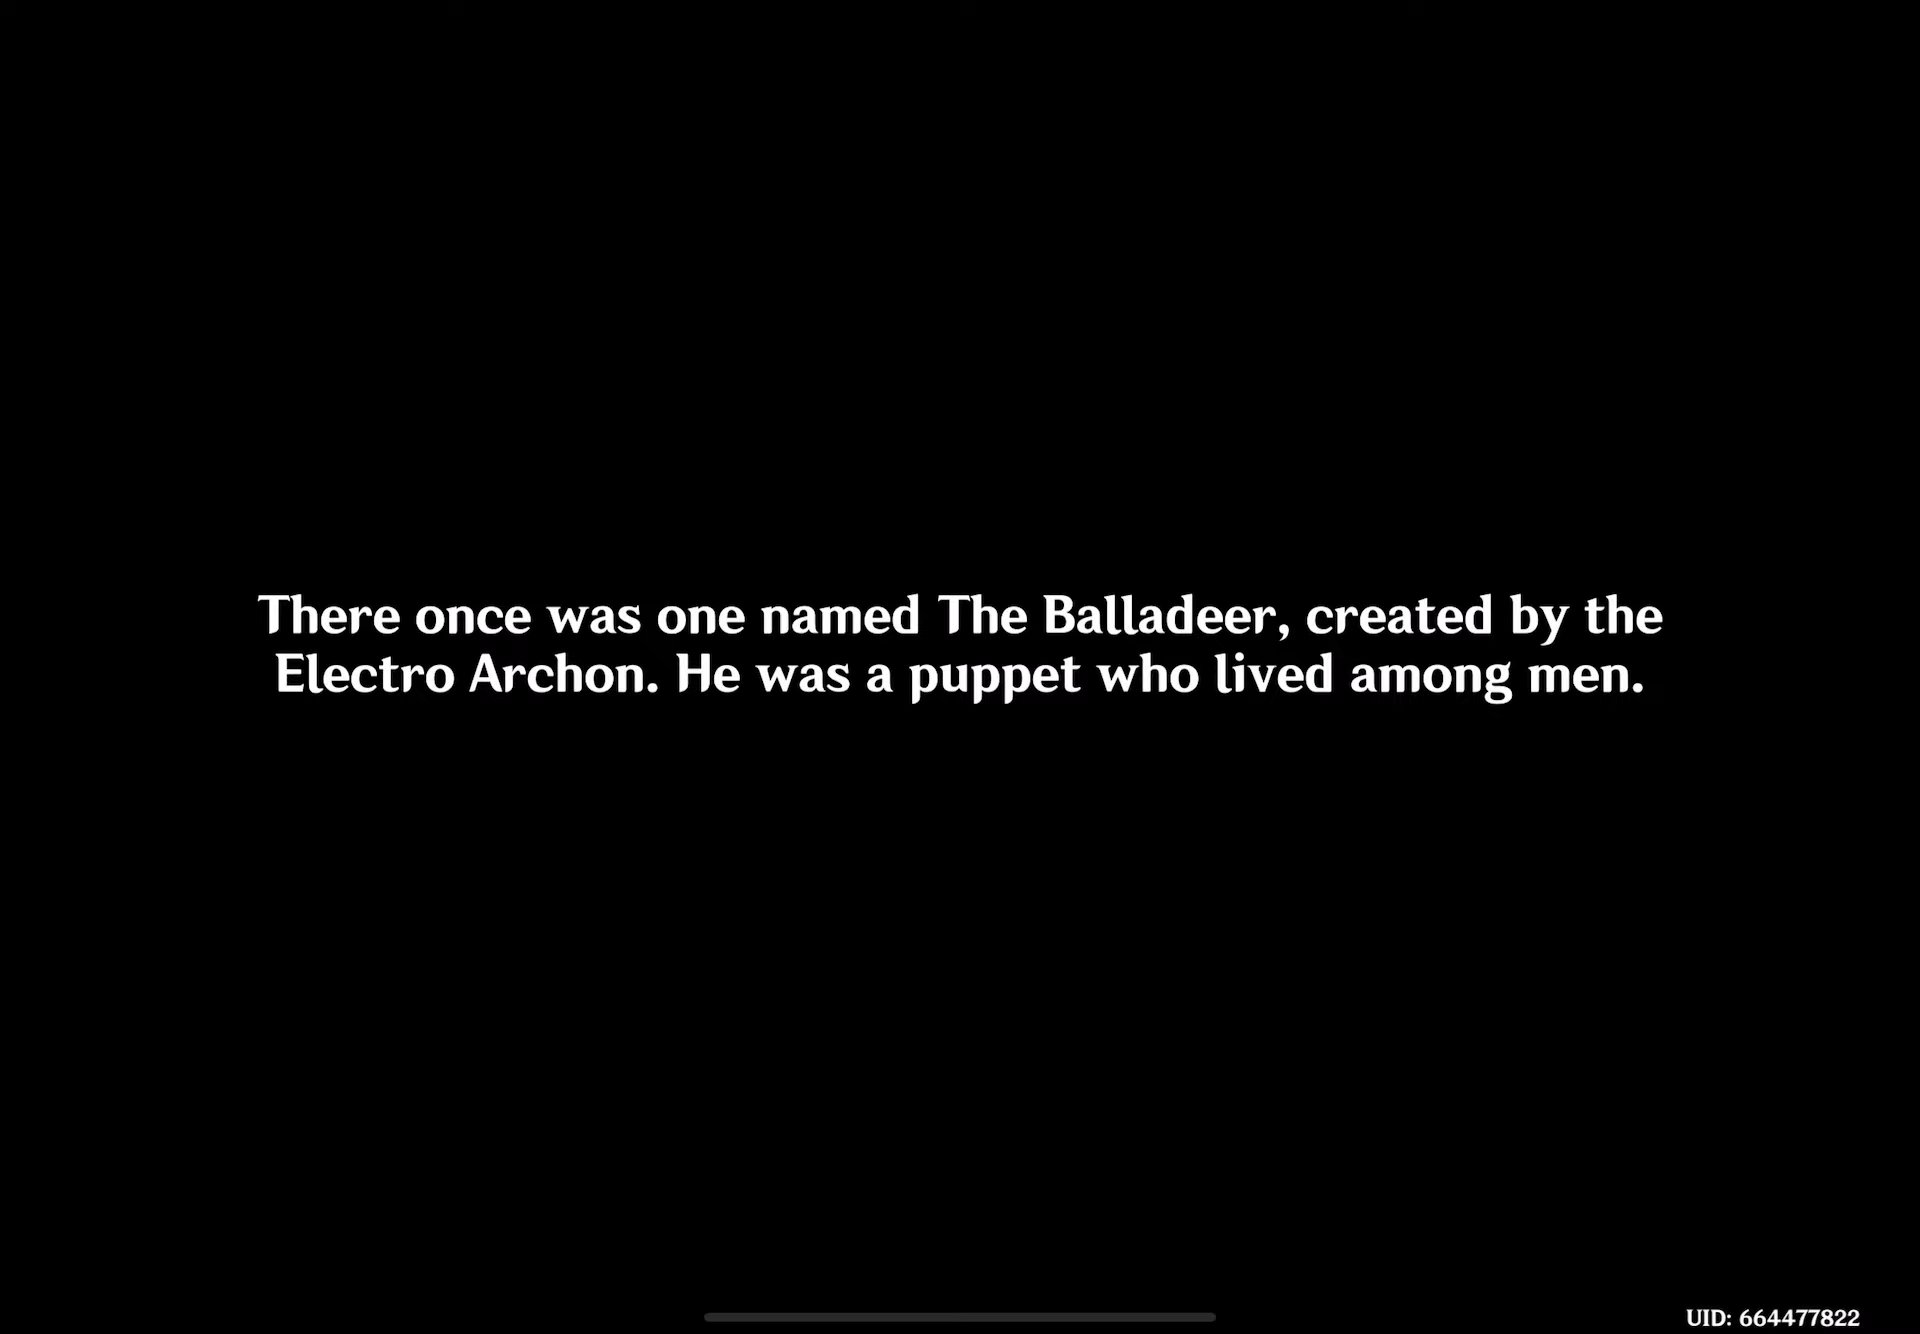 There once was one named The Balladeer, created by the
Electro Archon. He was a puppet who lived among men.
UID: 664477822